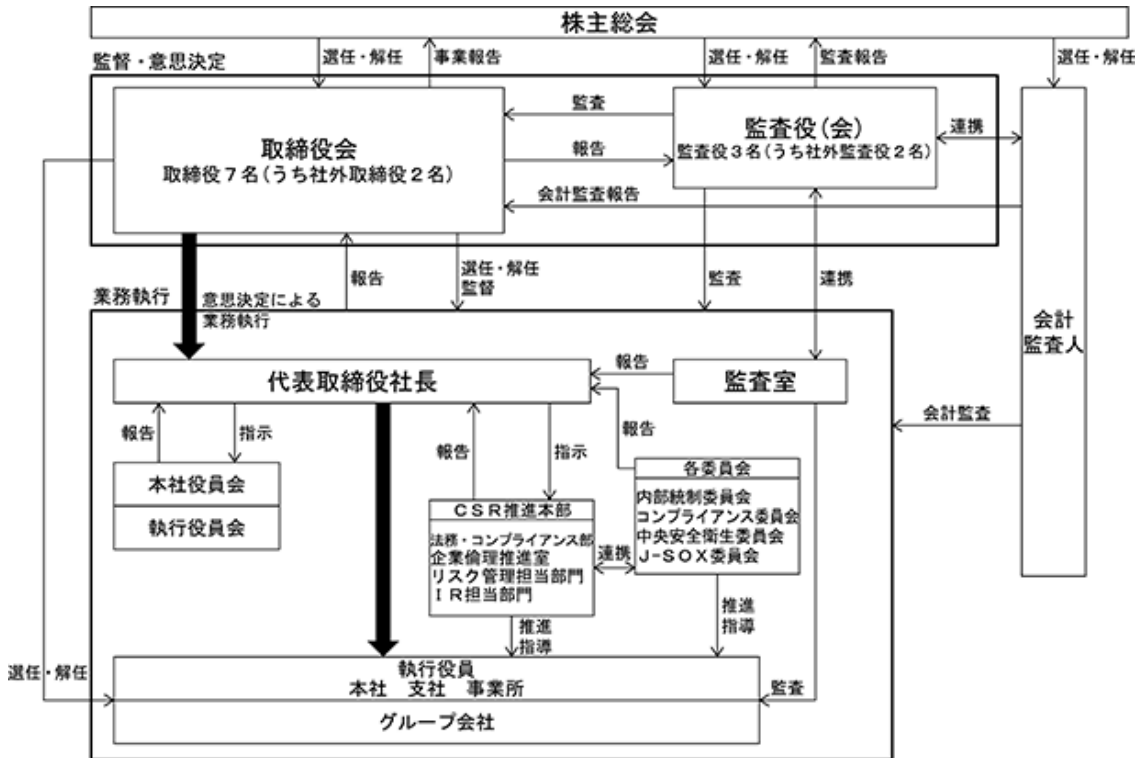 株主総会
選任・解任
事業報告
選任・解任
監査報告
選任・解任
監督・意思決定
取締役会
取締役７名(うち社外取締役２名)
監査
報告
監査役(会)
監査役３名(うち社外監査役２名)
連携
会計監査報告
報告
選任・解任
監督
監査
連携
会計
監査人
業務執行
意思決定による
業務執行
代表取締役社長
報告
監査室
会計監査
報告
指示
報告
指示
報告
本社役員会
執行役員会
各委員会
内部統制委員会
コンプライアンス委員会
中央安全衛生委員会
J-SOX委員会
ＣＳＲ推進本部
法務・コンプライアンス部
企業倫理推進室
リスク管理担当部門
ＩＲ担当部門
連携
推進
指導
推進
指導
選任・解任
執行役員
本社　支社　事業所
監査
グループ会社